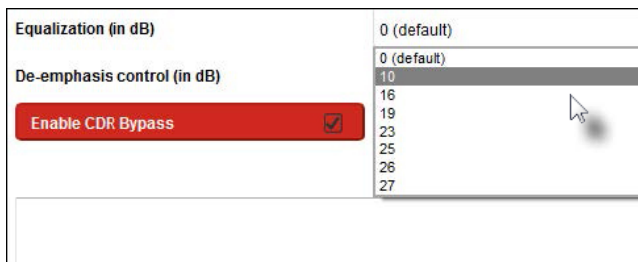 Equalization (in dB)
0 (default)
De-emphasis control (in dB)
0 (default)
10
16
19
23
25
26
27
Enable CDR Bypass